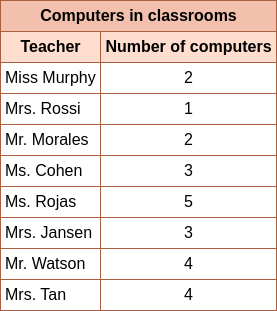 Computers in classrooms
Teacher Number of computers
Miss Murphy 2
Mrs. Rossi 1
Mr. Morales 2
Ms. Cohen 3
Ms. Rojas 5
Mrs. Jansen 3
Mr. Watson 4
Mrs. Tan 4